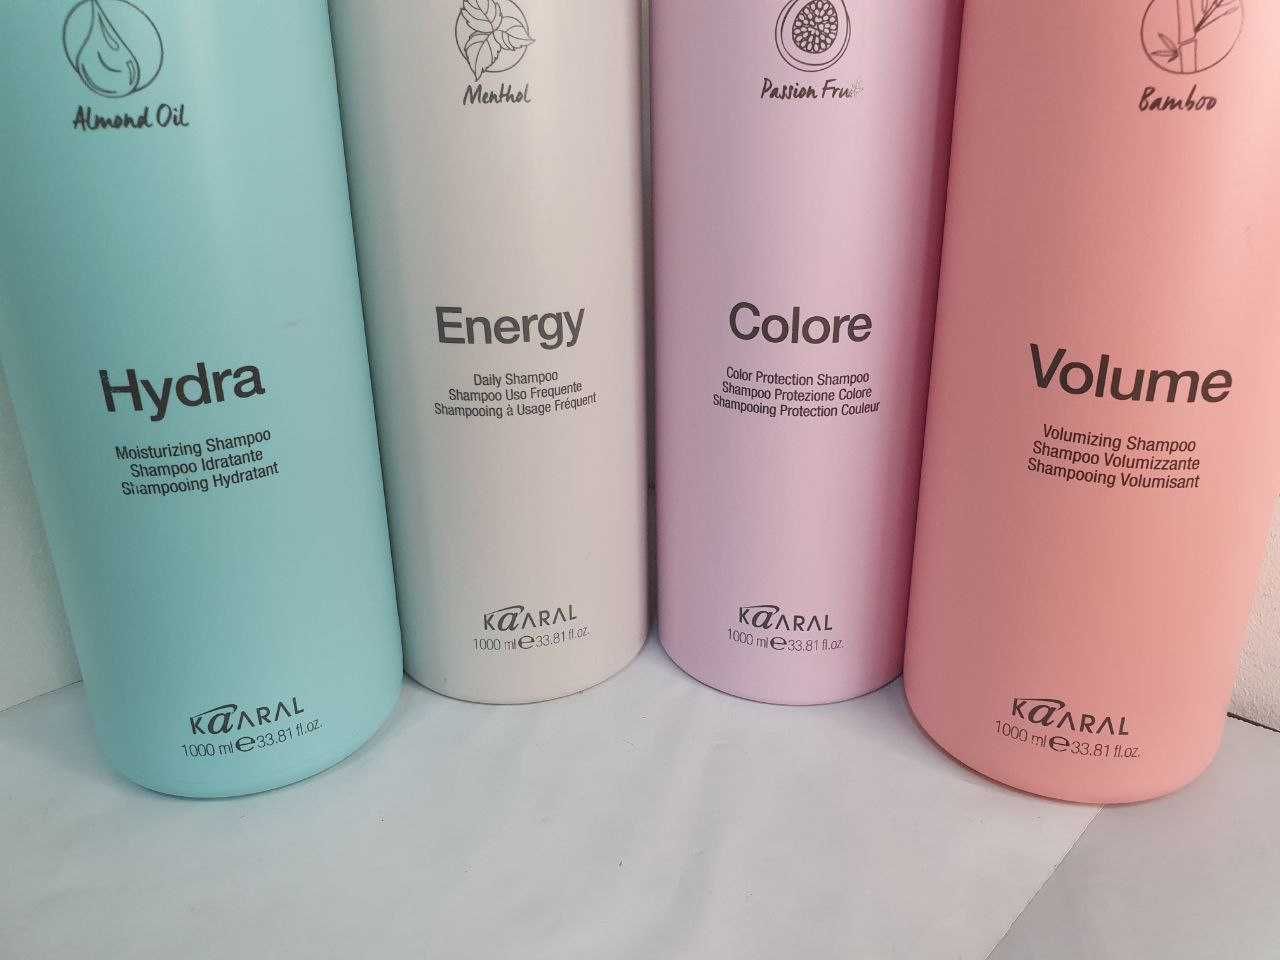 Almond Oil
Hydra
Moisturizing Shampoo
Shampoo Idratante
Shampooing Hydratant
KAARAL
1000 ml e 33.81 fl.oz.
Menthol
Energy
Daily Shampoo
Shampoo Uso Frequente
Shampooing à Usage Fréquent
KAARAL
1000 ml e 33.81 fl.oz.
Passion Fruit
Colore
Color Protection Shampoo
Shampoo Protezione Colore
Shampooing Protection Couleur
KAARAL
1000 ml e 33.81 fl.oz.
Bamboo
Volume
Volumizing Shampoo
Shampoo Volumizzante
Shampooing Volumisant
KAARAL
1000 ml e 33.81 fl.oz.